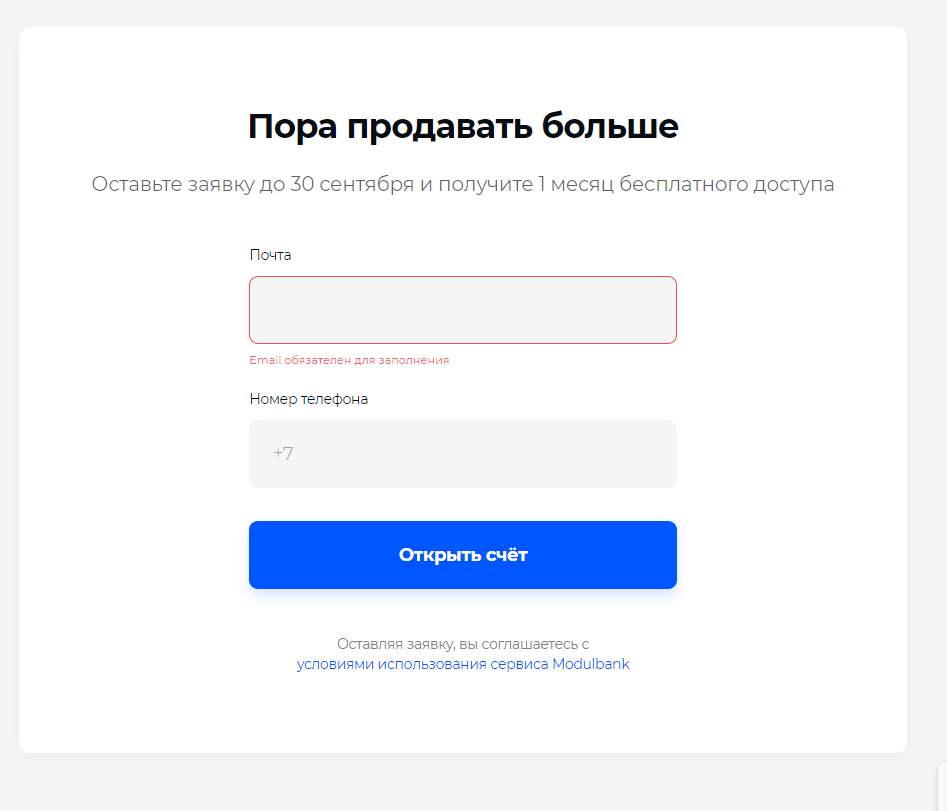 Пора продавать больше
Оставьте заявку до 30 сентября и получите 1 месяц бесплатного доступа
Почта
Email обязателен для заполнения
Номер телефона
+7
Открыть счёт
Оставляя заявку, вы соглашаетесь с
условиями использования сервиса Modulbank